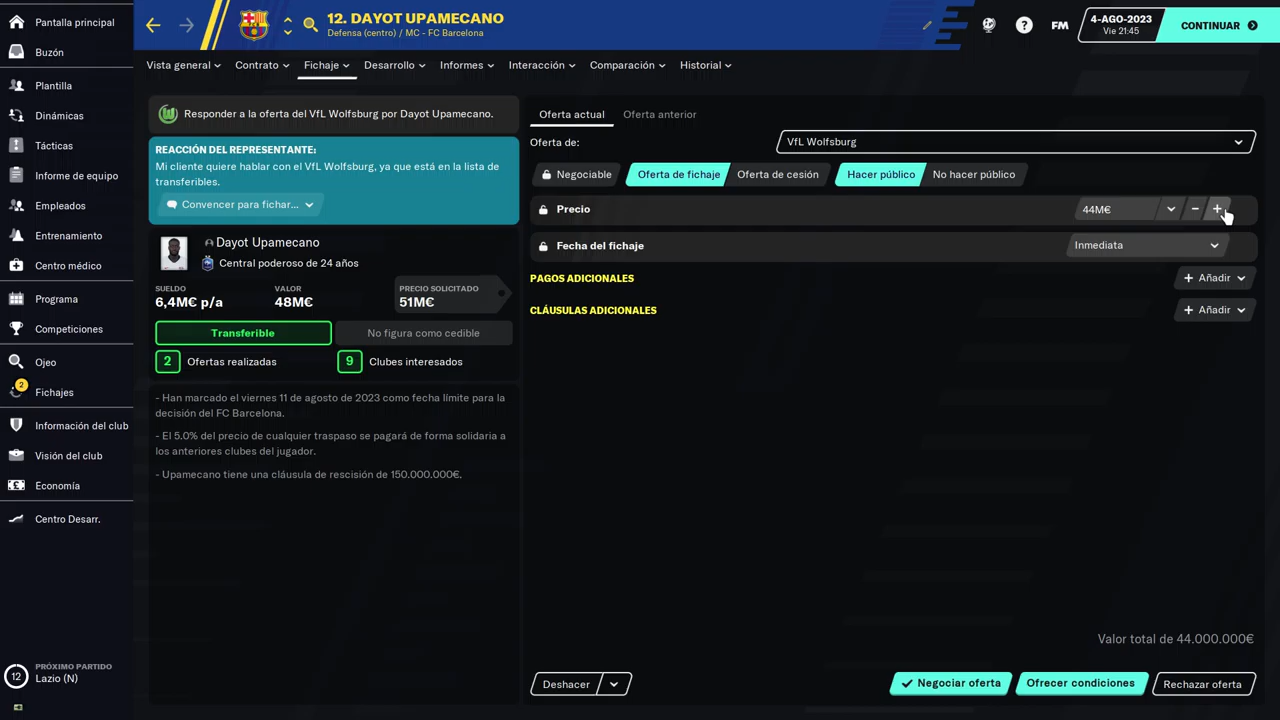 Pantalla principal
Buzón
Plantilla
Dinámicas
Tácticas
Informe de equipo
Empleados
Entrenamiento
Centro médico
Programa
Competiciones
Ojeo
2
Fichajes
Información del club
Visión del club
Economía
Centro Desarr.
PRÓXIMO PARTIDO
12
Lazio (N)
12. DAYOT UPAMECANO
Defensa (centro) / MC - FC Barcelona
FM
4-AGO-2023
Vie 21:45
CONTINUAR
Vista general
Contrato
Fichaje
Desarrollo
Informes
Interacción
Comparación
Historial
Responder a la oferta del VfL Wolfsburg por Dayot Upamecano.
REACCIÓN DEL REPRESENTANTE:
Mi cliente quiere hablar con el VfL Wolfsburg, ya que está en la lista de
transferibles.
Convencer para fichar...
Dayot Upamecano
Central poderoso de 24 años
SUELDO
6,4M€ p/a
VALOR
48M€
PRECIO SOLICITADO
51M€
Transferible
No figura como cedible
2 Ofertas realizadas
9 Clubes interesados
- Han marcado el viernes 11 de agosto de 2023 como fecha límite para la
decisión del FC Barcelona.
- El 5.0% del precio de cualquier traspaso se pagará de forma solidaria a
los anteriores clubes del jugador.
- Upamecano tiene una cláusula de rescisión de 150.000.000€,
Oferta actual
Oferta anterior
Oferta de:
VfL Wolfsburg
Negociable
Oferta de fichaje
Oferta de cesión
Hacer público
No hacer público
Precio
44M€
Fecha del fichaje
Inmediata
PAGOS ADICIONALES
Añadir
CLÁUSULAS ADICIONALES
Añadir
Valor total de 44.000.000€
Deshacer
Negociar oferta
Ofrecer condiciones
Rechazar oferta